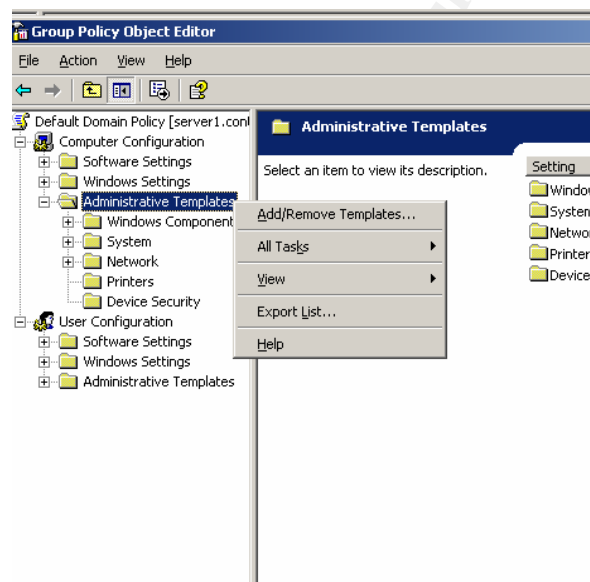 Group Policy Object Editor
File Action View Help
Default Domain Policy [server1.con
Computer Configuration
Software Settings
Windows Settings
Administrative Templates
Windows Component
System
Network
Printers
Device Security
User Configuration
Software Settings
Windows Settings
Administrative Templates
Administrative Templates
Select an item to view its description.
Setting
Windo
System
Netwo
Printer
Device
Add/Remove Templates...
All Tasks
View
Export List...
Help